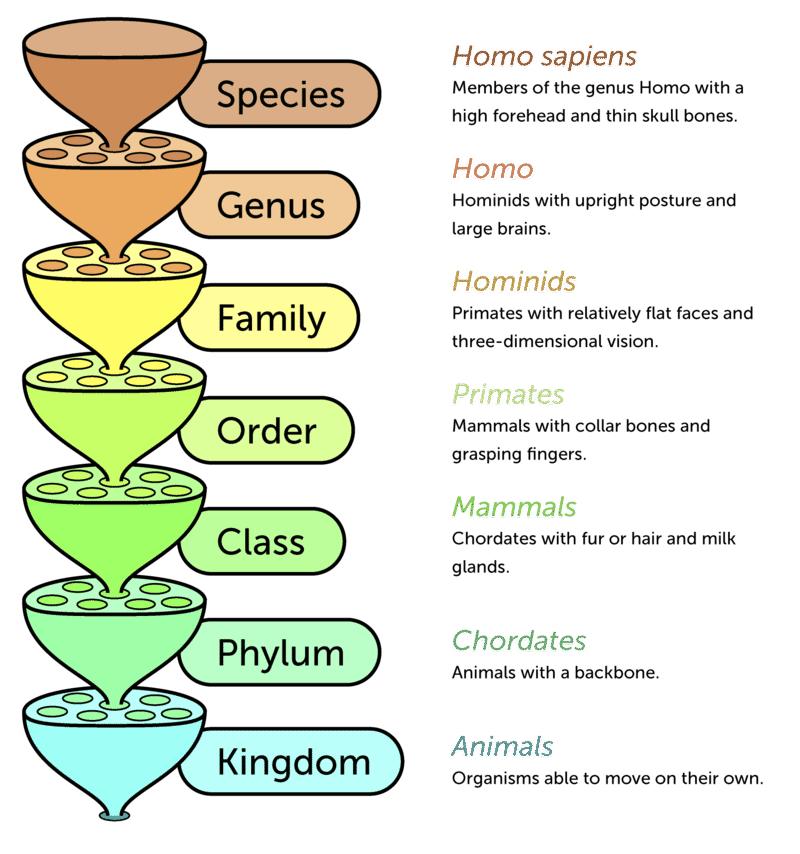 Species
Homo sapiens
Members of the genus Homo with a
high forehead and thin skull bones.
Genus
Homo
Hominids with upright posture and
large brains.
Family
Hominids
Primates with relatively flat faces and
three-dimensional vision.
Order
Primates
Mammals with collar bones and
grasping fingers.
Class
Mammals
Chordates with fur or hair and milk
glands.
Phylum
Chordates
Animals with a backbone.
Kingdom
Animals
Organisms able to move on their own.